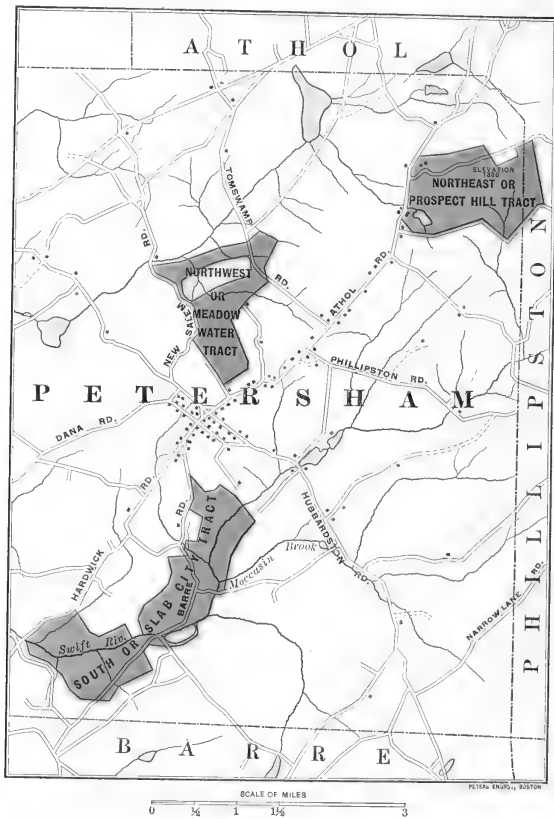 ATHOL
TOMSWAMP
RD.
ELEVATION
1380
NORTHEAST OR
PROSPECT HILL TRACT
RD.
NORTHWEST
OR
MEADOW
WATER
TRACT
NEW SALEM
RD.
ATHOL RD.
PHILLIPSTON RD.
PETERSHAM
DANA RD.
PHILLIPSTON
HARDWICK RD.
BARRE RD.
HUBBARDSTON RD.
Moccasin Brook
NARROW LANE RD.
Swift Riv.
SOUTH OR SLAB CITY TRACT
BARRE
PETERS ENGRS., BOSTON
SCALE OF MILES
0 ½ 1 1½ 3